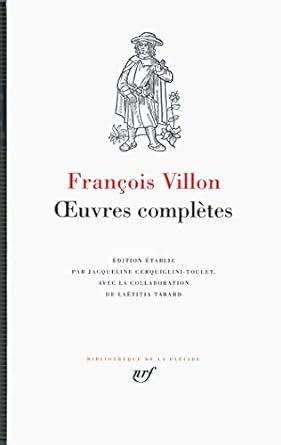 François Villon
Œuvres complètes
ÉDITION ÉTABLIE
PAR JACQUELINE CERQUIGLINI-TOULET,
AVEC LA COLLABORATION
DE LAËTITIA TABARD
BIBLIOTHÈQUE DE LA PLÉIADE
nrf